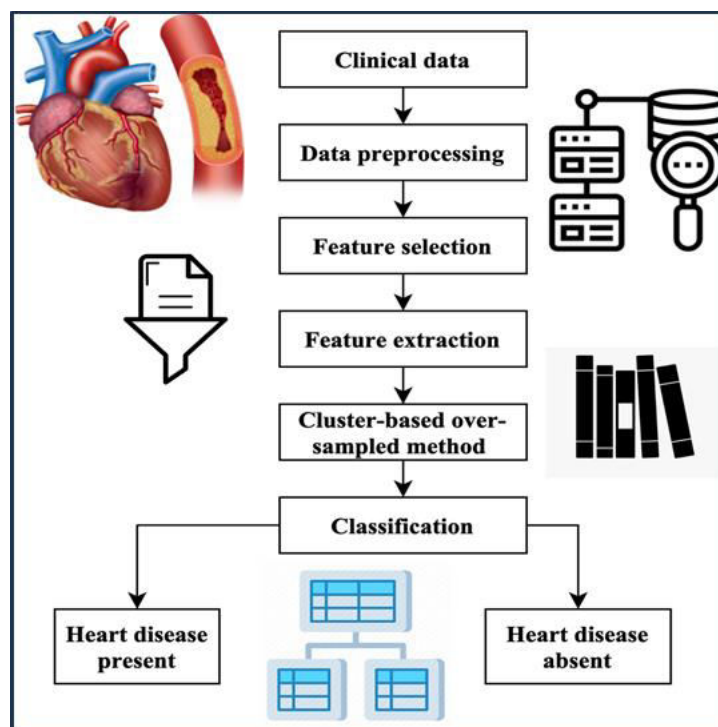 Clinical data
Data preprocessing
Feature selection
Feature extraction
Cluster-based over-
sampled method
Classification
Heart disease
present
Heart disease
absent